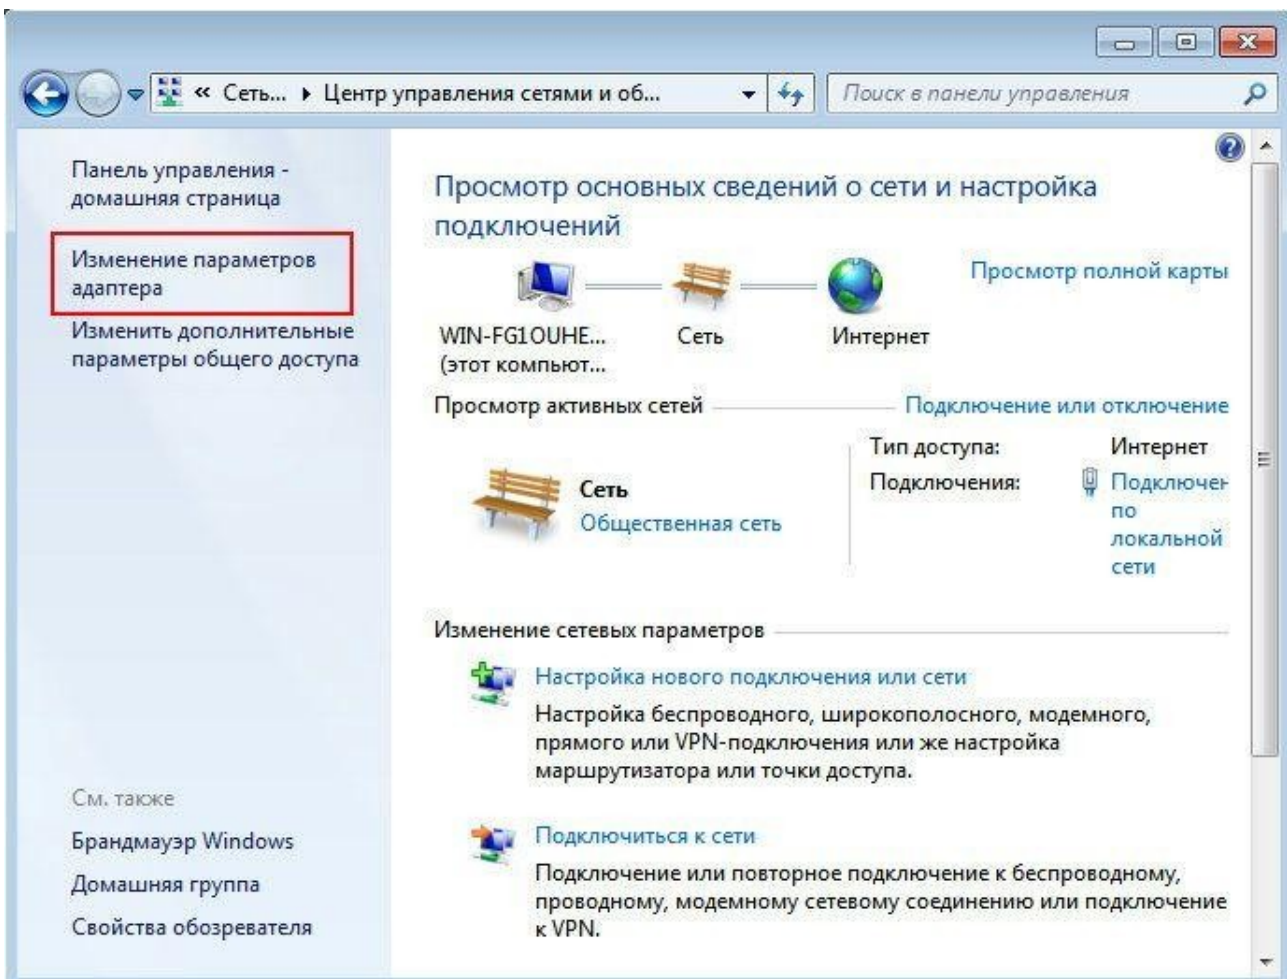 « Сеть... Центр управления сетями и об...
Поиск в панели управления
Панель управления -
домашняя страница
Изменение параметров
адаптера
Изменить дополнительные
параметры общего доступа
См. также
Брандмауэр Windows
Домашняя группа
Свойства обозревателя
Просмотр основных сведений о сети и настройка
подключений
Просмотр полной карты
WIN-FG1OUHE...
(этот компьют...
Сеть
Интернет
Просмотр активных сетей
Подключение или отключение
Сеть
Общественная сеть
Тип доступа: Интернет
Подключения: Подключен
по
локальной
сети
Изменение сетевых параметров
Настройка нового подключения или сети
Настройка беспроводного, широкополосного, модемного,
прямого или VPN-подключения или же настройка
маршрутизатора или точки доступа.
Подключиться к сети
Подключение или повторное подключение к беспроводному,
проводному, модемному сетевому соединению или подключение
к VPN.